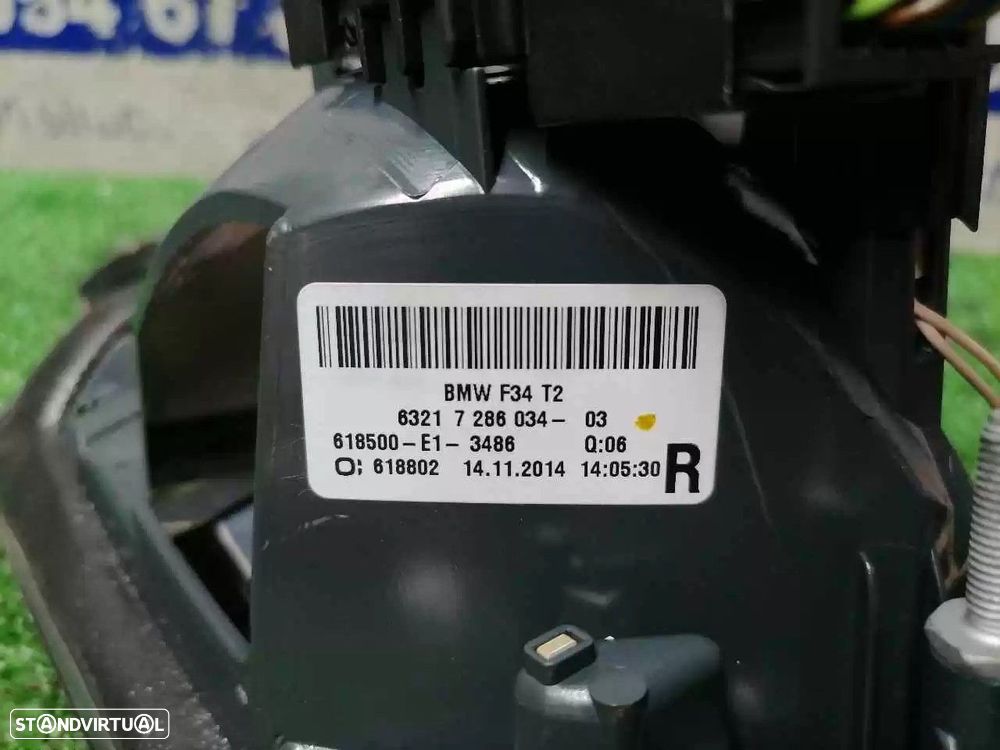 BMW F34 T2
6321 7 286 034- 03
618500-E1- 3486 Q:06
O; 618802 14.11.2014 14:05:30 R
STANDVIRTUAL